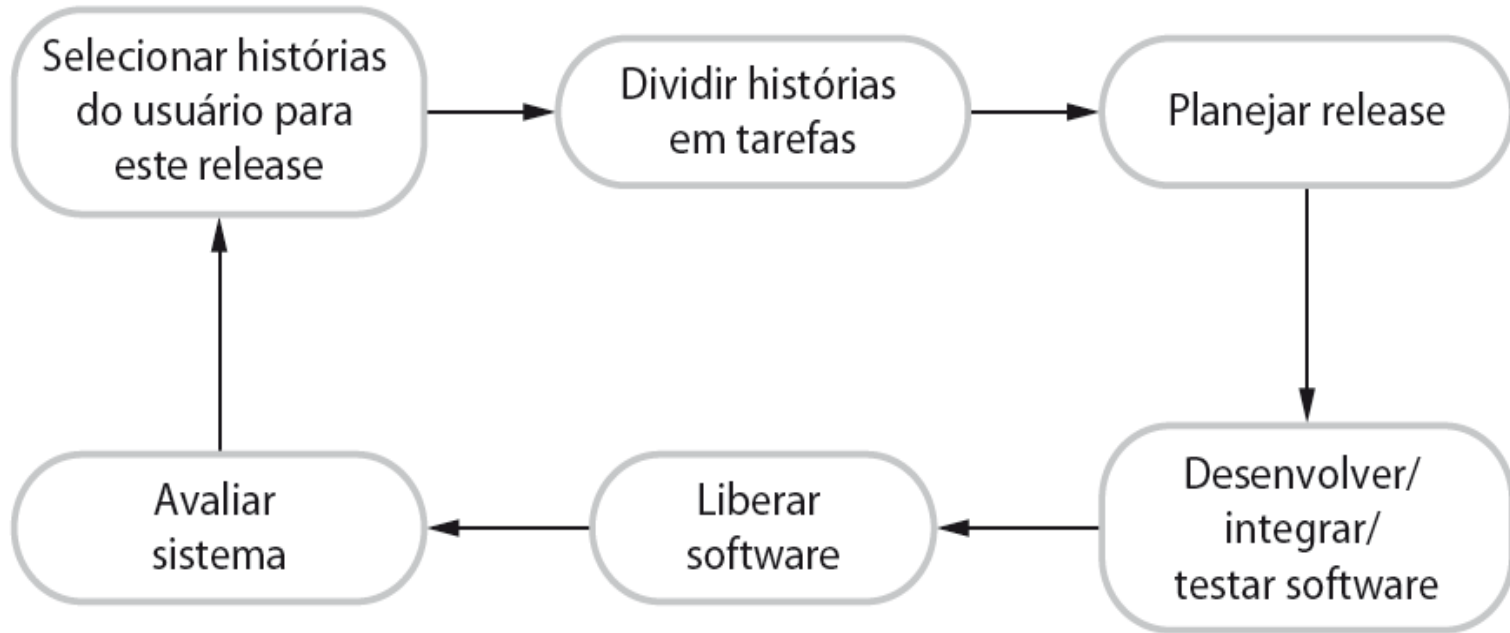 Selecionar histórias
do usuário para
este release
Dividir histórias
em tarefas
Planejar release
Desenvolver/
integrar/
testar software
Liberar
software
Avaliar
sistema